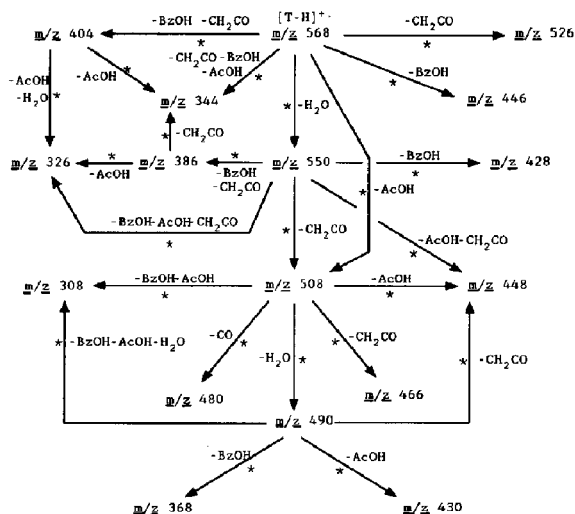 [T-H]+·
m/z 404
-BzOH -CH2CO
*
m/z 568
-CH2CO
*
m/z 526
-AcOH
-H2O*
-AcOH
*
-CH2CO-BzOH
-AcOH *
*
-BzOH
m/z 446
m/z 344
*-H2O
*-CH2CO
m/z 326
*
-AcOH
m/z 386
*
-BzOH
-CH2CO
m/z 550
-BzOH
*
m/z 428
*-AcOH
-BzOH-AcOH-CH2CO
*
*-CH2CO
-AcOH-CH2CO
*
m/z 308
-BzOH-AcOH
*
m/z 508
-AcOH
*
m/z 448
*-BzOH-AcOH-H2O
-CO
*
-H2O*
-CH2CO
*
*-CH2CO
m/z 480
m/z 466
m/z 490
-BzOH
*
-AcOH
*
m/z 368
m/z 430